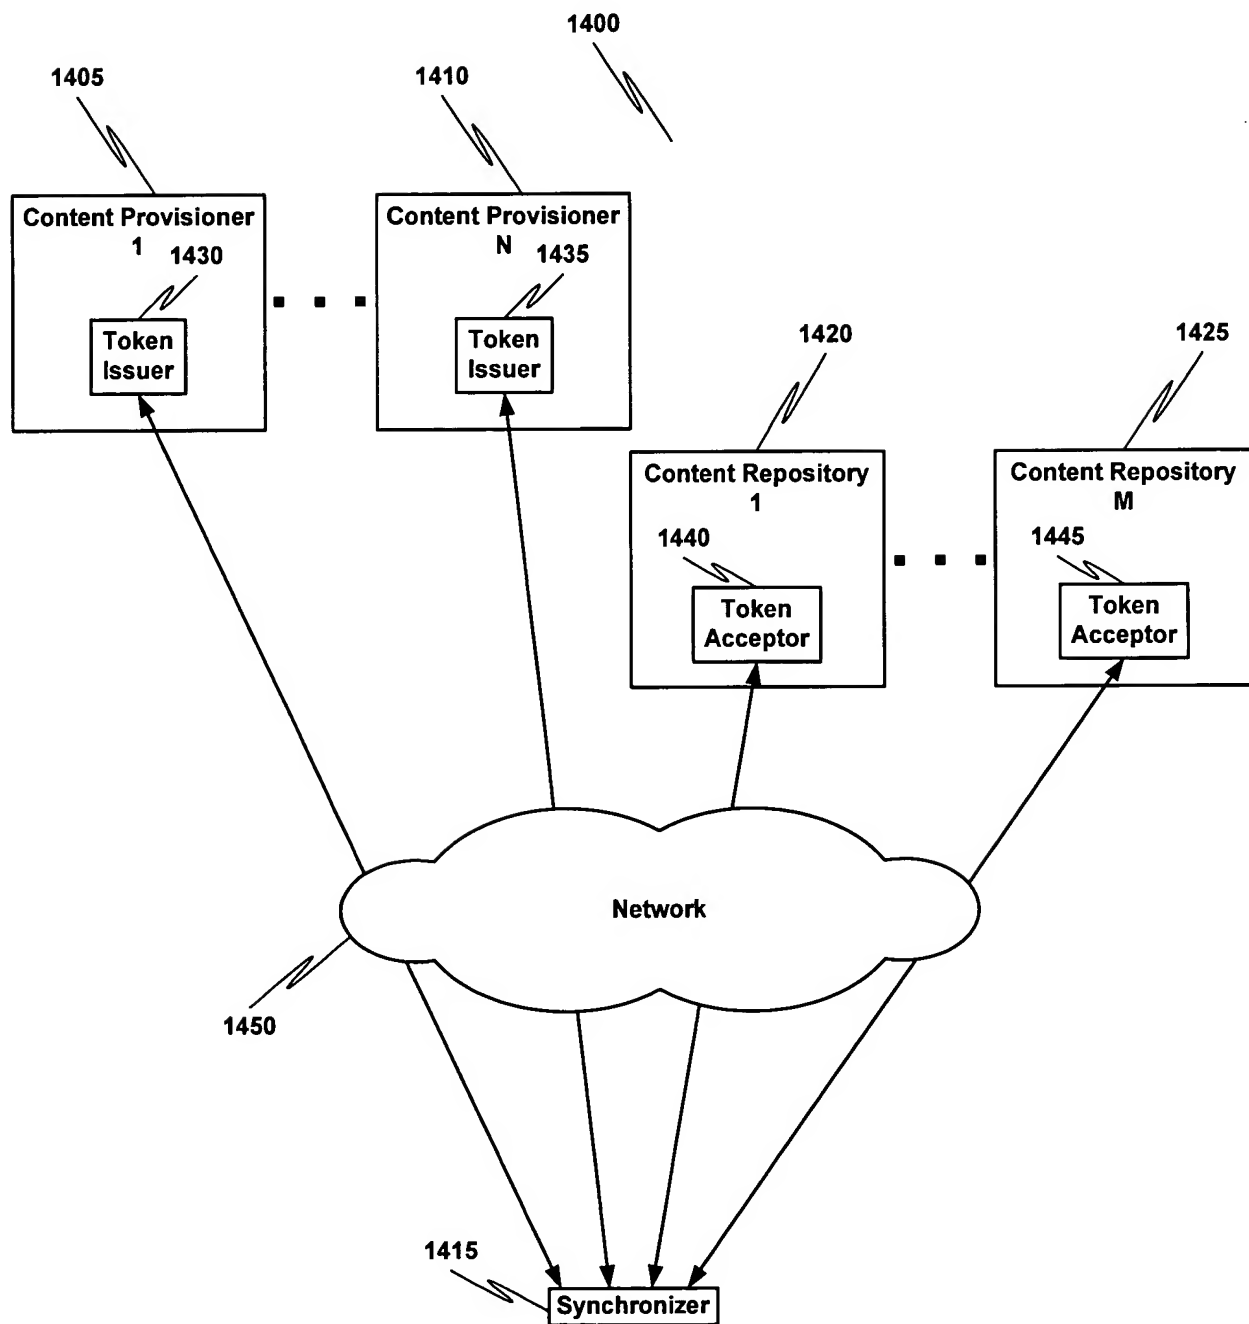 1400
1405
1410
Content Provisioner
1
1430
Token
Issuer
Content Provisioner
N
1435
Token
Issuer
1420
1425
Content Repository
1
1440
Token
Acceptor
Content Repository
M
1445
Token
Acceptor
Network
1450
1415
Synchronizer